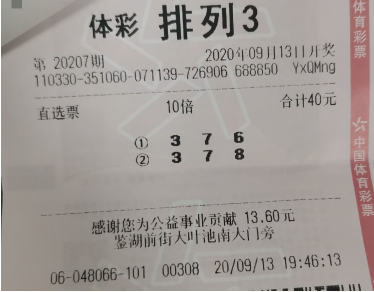 体彩 排列3
第 20207期 2020年09月13日开奖
110330-351060-071139-726906 688850 YxQMng
直选票 10倍 合计40元
① 3 7 6
② 3 7 8
感谢您为公益事业贡献 13.60元
鉴湖前街大叶池南大门旁
06-048066-101 00308 20/09/13 19:46:13
体育彩票
中国体育彩票